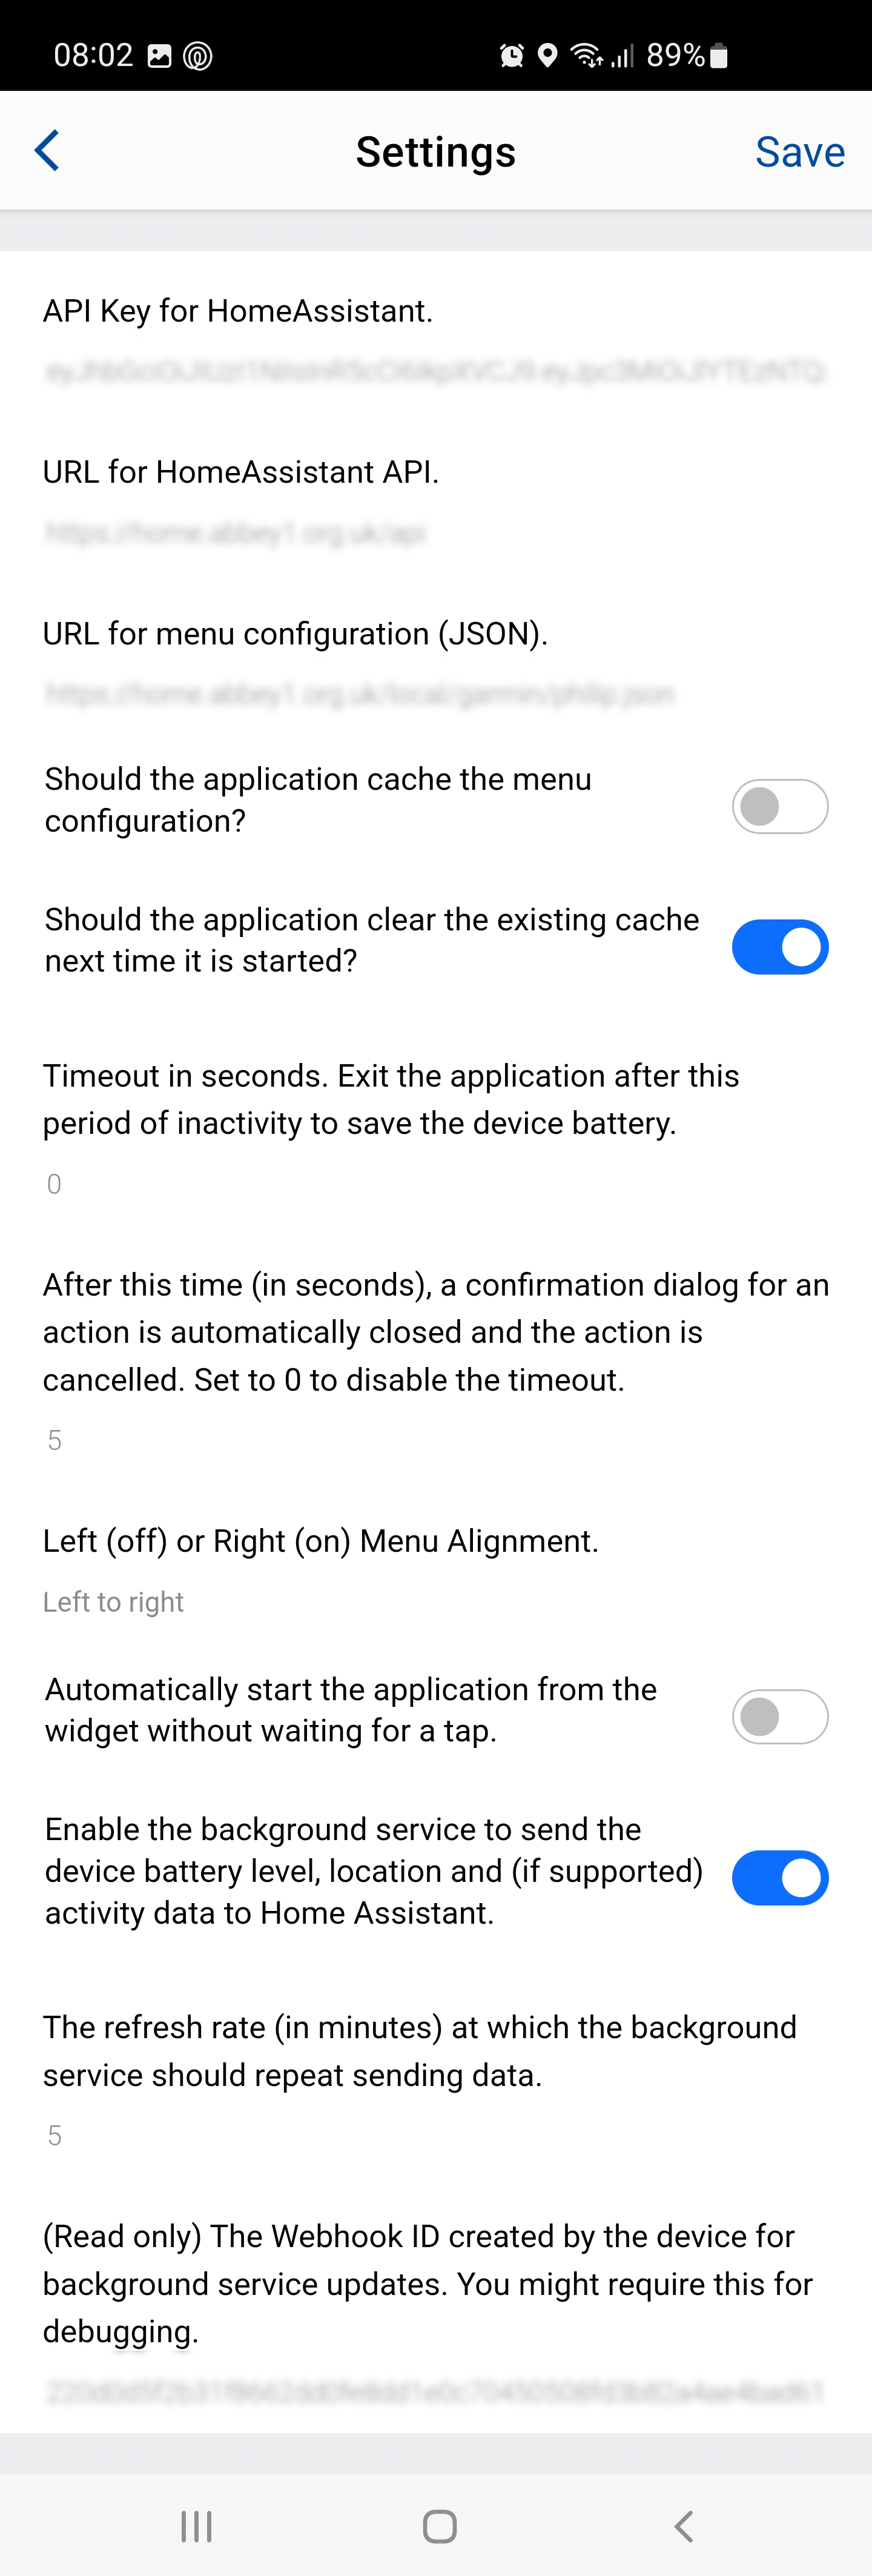 08:02
89%
Settings
Save
API Key for HomeAssistant.
URL for HomeAssistant API.
URL for menu configuration (JSON).
Should the application cache the menu
configuration?
Should the application clear the existing cache
next time it is started?
Timeout in seconds. Exit the application after this
period of inactivity to save the device battery.
0
After this time (in seconds), a confirmation dialog for an
action is automatically closed and the action is
cancelled. Set to 0 to disable the timeout.
5
Left (off) or Right (on) Menu Alignment.
Left to right
Automatically start the application from the
widget without waiting for a tap.
Enable the background service to send the
device battery level, location and (if supported)
activity data to Home Assistant.
The refresh rate (in minutes) at which the background
service should repeat sending data.
5
(Read only) The Webhook ID created by the device for
background service updates. You might require this for
debugging.